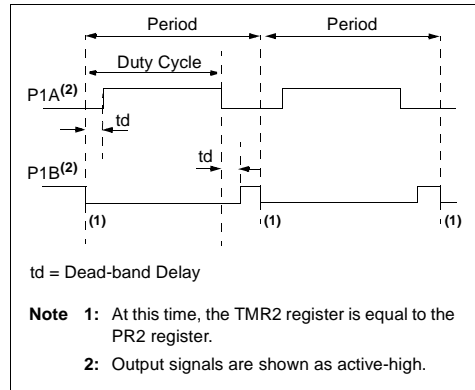 Period Period
Duty Cycle
P1A(2)
td
td
P1B(2)
(1) (1) (1)
td = Dead-band Delay
Note 1: At this time, the TMR2 register is equal to the
PR2 register.
2: Output signals are shown as active-high.